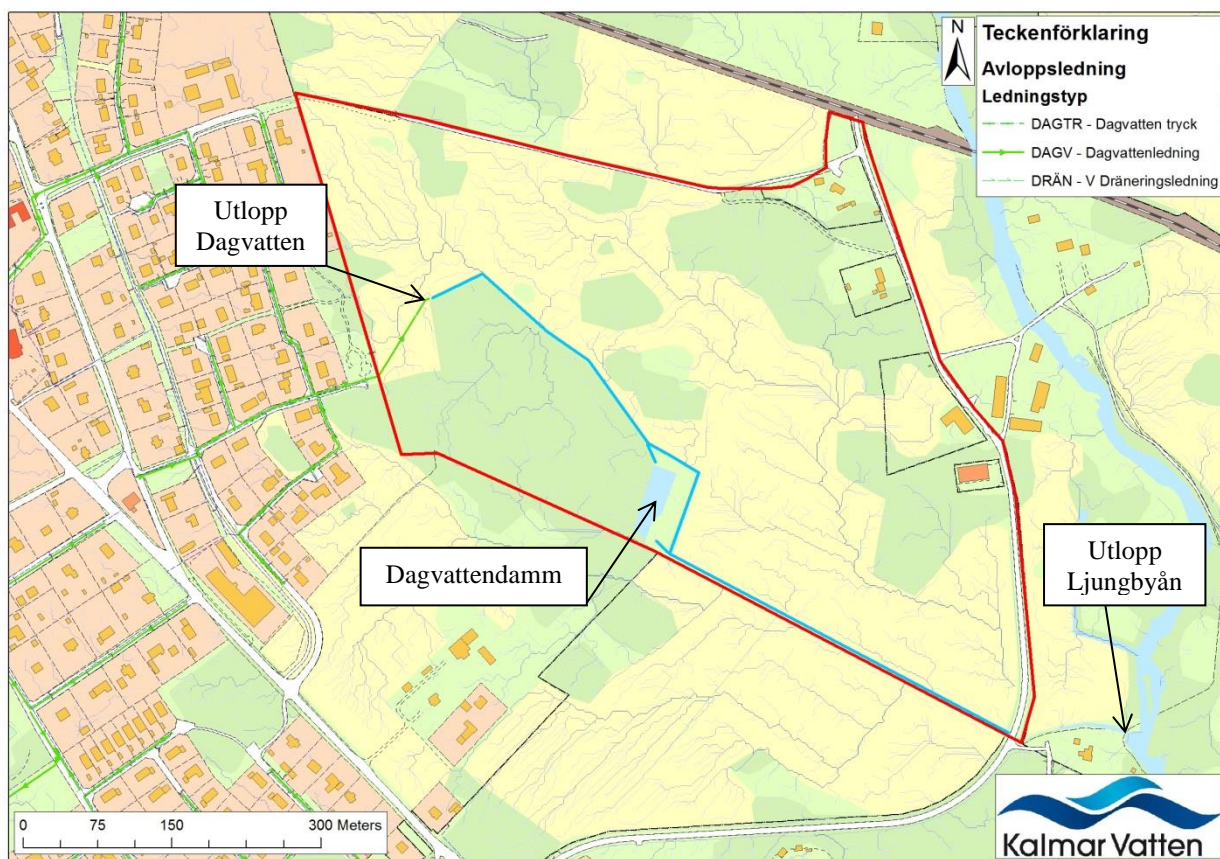 N
Teckenförklaring
Avloppsledning
Ledningstyp
DAGTR - Dagvatten tryck
DAGV - Dagvattenledning
DRÄN - V Dräneringsledning
Utlopp
Dagvatten
Dagvattendamm
Utlopp
Ljungbyån
0 75 150 300 Meters
Kalmar Vatten